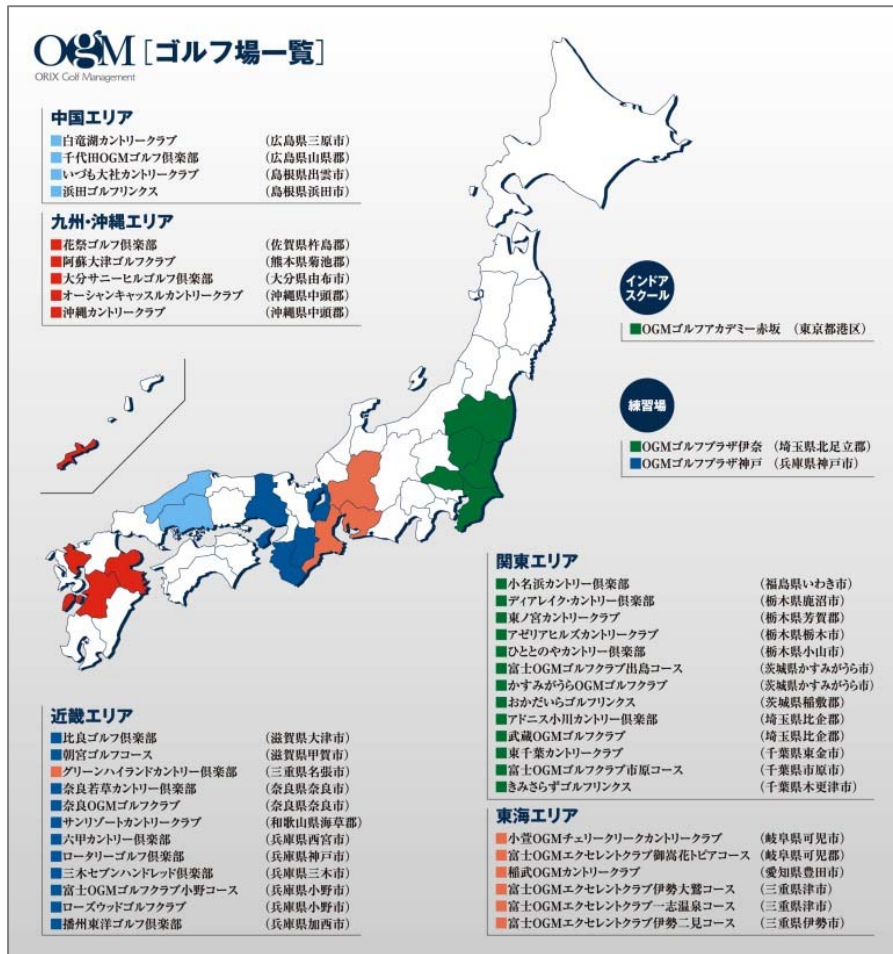 OgM[ゴルフ場一覧]
ORIX Golf Management
中国エリア
■白竜湖カントリークラブ (広島県三原市)
■千代田OGMゴルフ倶楽部 (広島県山県郡)
■いづも大社カントリークラブ (島根県出雲市)
■浜田ゴルフリンクス (島根県浜田市)
九州・沖縄エリア
■花祭ゴルフ倶楽部 (佐賀県杵島郡)
■阿蘇大津ゴルフクラブ (熊本県菊池郡)
■大分サニーヒルゴルフ倶楽部 (大分県由布市)
■オーシャンキャッスルカントリークラブ (沖縄県中頭郡)
■沖縄カントリークラブ (沖縄県中頭郡)
インドア
スクール
■OGMゴルフアカデミー赤坂 (東京都港区)
練習場
■OGMゴルフプラザ伊奈 (埼玉県北足立郡)
■OGMゴルフプラザ神戸 (兵庫県神戸市)
関東エリア
■小名浜カントリー倶楽部 (福島県いわき市)
■ディアレイク・カントリー倶楽部 (栃木県鹿沼市)
■東ノ宮カントリークラブ (栃木県芳賀郡)
■アゼリアヒルズカントリークラブ (栃木県栃木市)
■ひととのやカントリー倶楽部 (栃木県小山市)
■富士OGMゴルフクラブ出島コース (茨城県かすみがうら市)
■かすみがうらOGMゴルフクラブ (茨城県かすみがうら市)
■おかだいらゴルフリンクス (茨城県稲敷郡)
■アドニス小川カントリー倶楽部 (埼玉県比企郡)
■武蔵OGMゴルフクラブ (埼玉県比企郡)
■東千葉カントリークラブ (千葉県東金市)
■富士OGMゴルフクラブ市原コース (千葉県市原市)
■きみさらずゴルフリンクス (千葉県木更津市)
近畿エリア
■比良ゴルフ倶楽部 (滋賀県大津市)
■朝宮ゴルフコース (滋賀県甲賀市)
■グリーンハイランドカントリー倶楽部 (三重県名張市)
■奈良若草カントリー倶楽部 (奈良県奈良市)
■奈良OGMゴルフクラブ (奈良県奈良市)
■サンリゾートカントリークラブ (和歌山県海草郡)
■六甲カントリー倶楽部 (兵庫県西宮市)
■ロータリーゴルフ倶楽部 (兵庫県神戸市)
■三木セブンハンドレッド倶楽部 (兵庫県三木市)
■富士OGMゴルフクラブ小野コース (兵庫県小野市)
■ローズウッドゴルフクラブ (兵庫県小野市)
■播州東洋ゴルフ倶楽部 (兵庫県加西市)
東海エリア
■小萱OGMチェリークリークカントリークラブ (岐阜県可児市)
■富士OGMエクセレントクラブ御嵩花トピアコース (岐阜県可児郡)
■稲武OGMカントリークラブ (愛知県豊田市)
■富士OGMエクセレントクラブ伊勢大鷲コース (三重県津市)
■富士OGMエクセレントクラブ一志温泉コース (三重県津市)
■富士OGMエクセレントクラブ伊勢二見コース (三重県伊勢市)